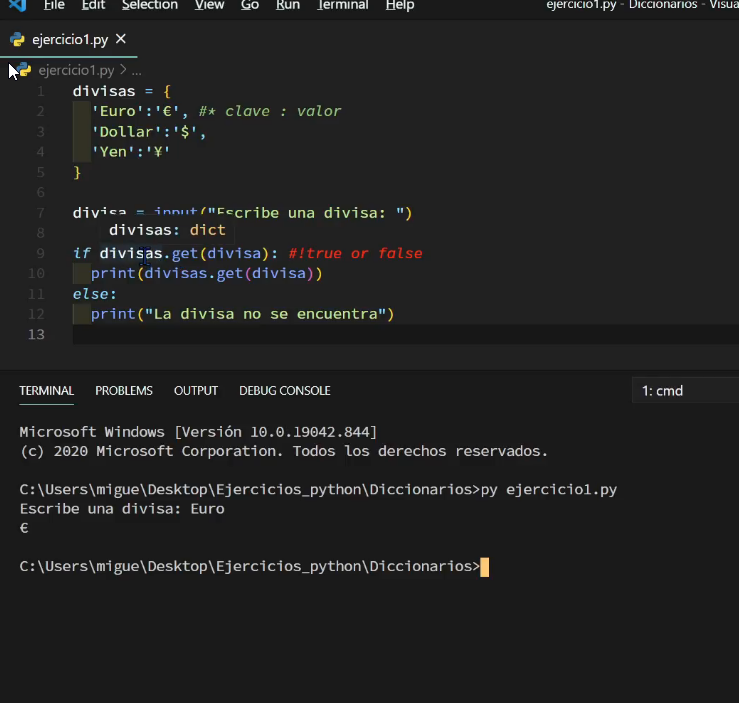 File Edit Selection View Go Run Terminal Help ejercicio1.py - Diccionarios - Visua
ejercicio1.py
ejercicio1.py > ...
1 divisas = {
2 'Euro':'€', #* clave : valor
3 'Dollar':'$',
4 'Yen':'¥'
5 }
6
7 divisa = input("Escribe una divisa: ")
8 divisas: dict
9 if divisas.get(divisa): #!true or false
10 print(divisas.get(divisa))
11 else:
12 print("La divisa no se encuentra")
13
TERMINAL PROBLEMS OUTPUT DEBUG CONSOLE 1: cmd
Microsoft Windows [Versión 10.0.19042.844]
(c) 2020 Microsoft Corporation. Todos los derechos reservados.
C:\Users\migue\Desktop\Ejercicios_python\Diccionarios>py ejercicio1.py
Escribe una divisa: Euro
€
C:\Users\migue\Desktop\Ejercicios_python\Diccionarios>